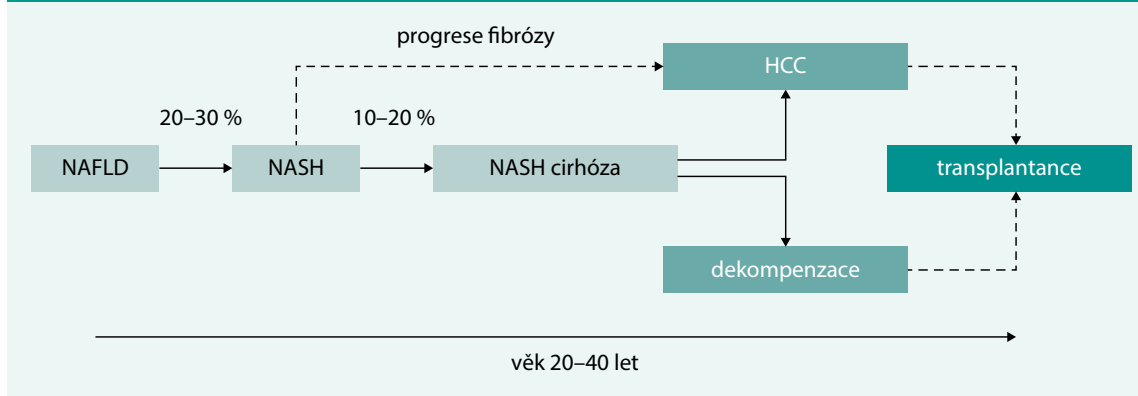 progrese fibrózy
HCC
20–30 %
10–20 %
NAFLD
NASH
NASH cirhóza
transplantance
dekompenzace
věk 20–40 let